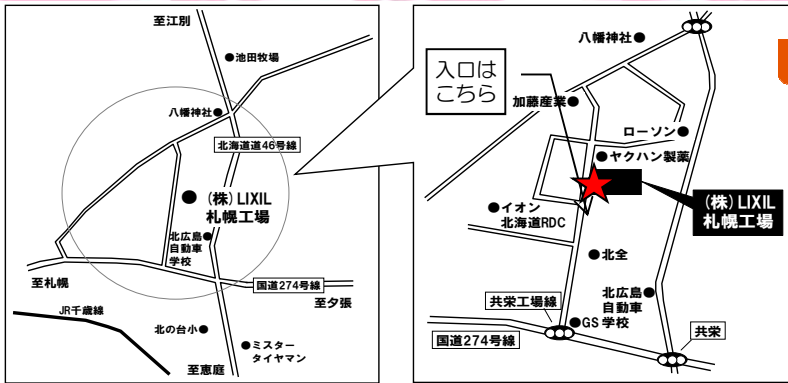 至江別
池田牧場
八幡神社
北海道道46号線
(株)LIXIL
札幌工場
北広島
自動車
学校
至札幌
国道274号線
至夕張
JR千歳線
北の台小
ミスター
タイヤマン
至恵庭
八幡神社
入口は
こちら
加藤産業
ローソン
ヤクハン製薬
(株)LIXIL
札幌工場
イオン
北海道RDC
北全
北広島
自動車
学校
共栄工場線
GS
国道274号線
共栄